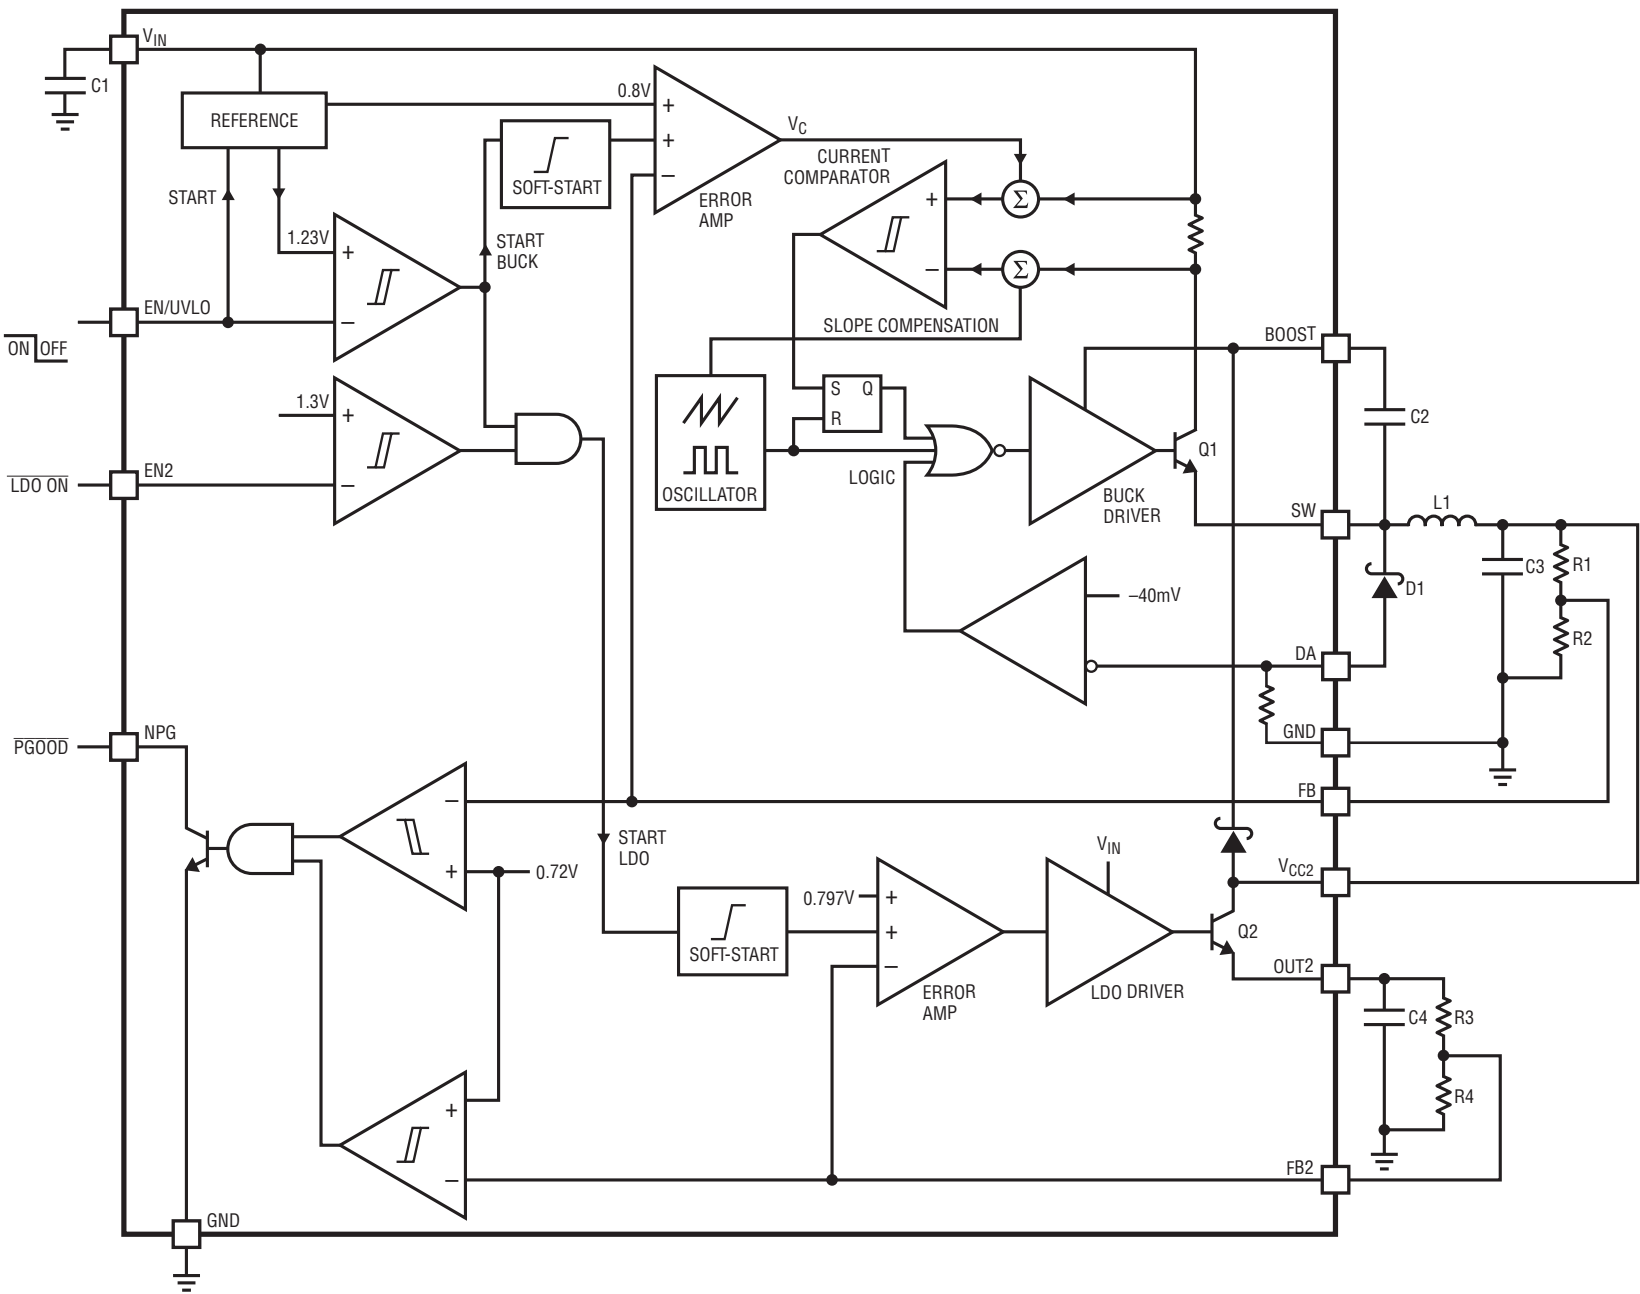 VIN
C1
REFERENCE
0.8V
+
+
–
ERROR
AMP
VC
CURRENT
COMPARATOR
SOFT-START
START
1.23V
+
–
START
BUCK
+
–
Σ
Σ
SLOPE COMPENSATION
EN/UVLO
ON OFF
1.3V
+
–
EN2
LDO ON
OSCILLATOR
S Q
R
LOGIC
BUCK
DRIVER
Q1
BOOST
C2
SW
L1
C3
R1
R2
D1
–40mV
DA
GND
FB
NPG
PGOOD
–
+
0.72V
START
LDO
SOFT-START
0.797V
+
+
–
ERROR
AMP
VIN
LDO DRIVER
VCC2
Q2
OUT2
C4
R3
R4
+
–
FB2
GND